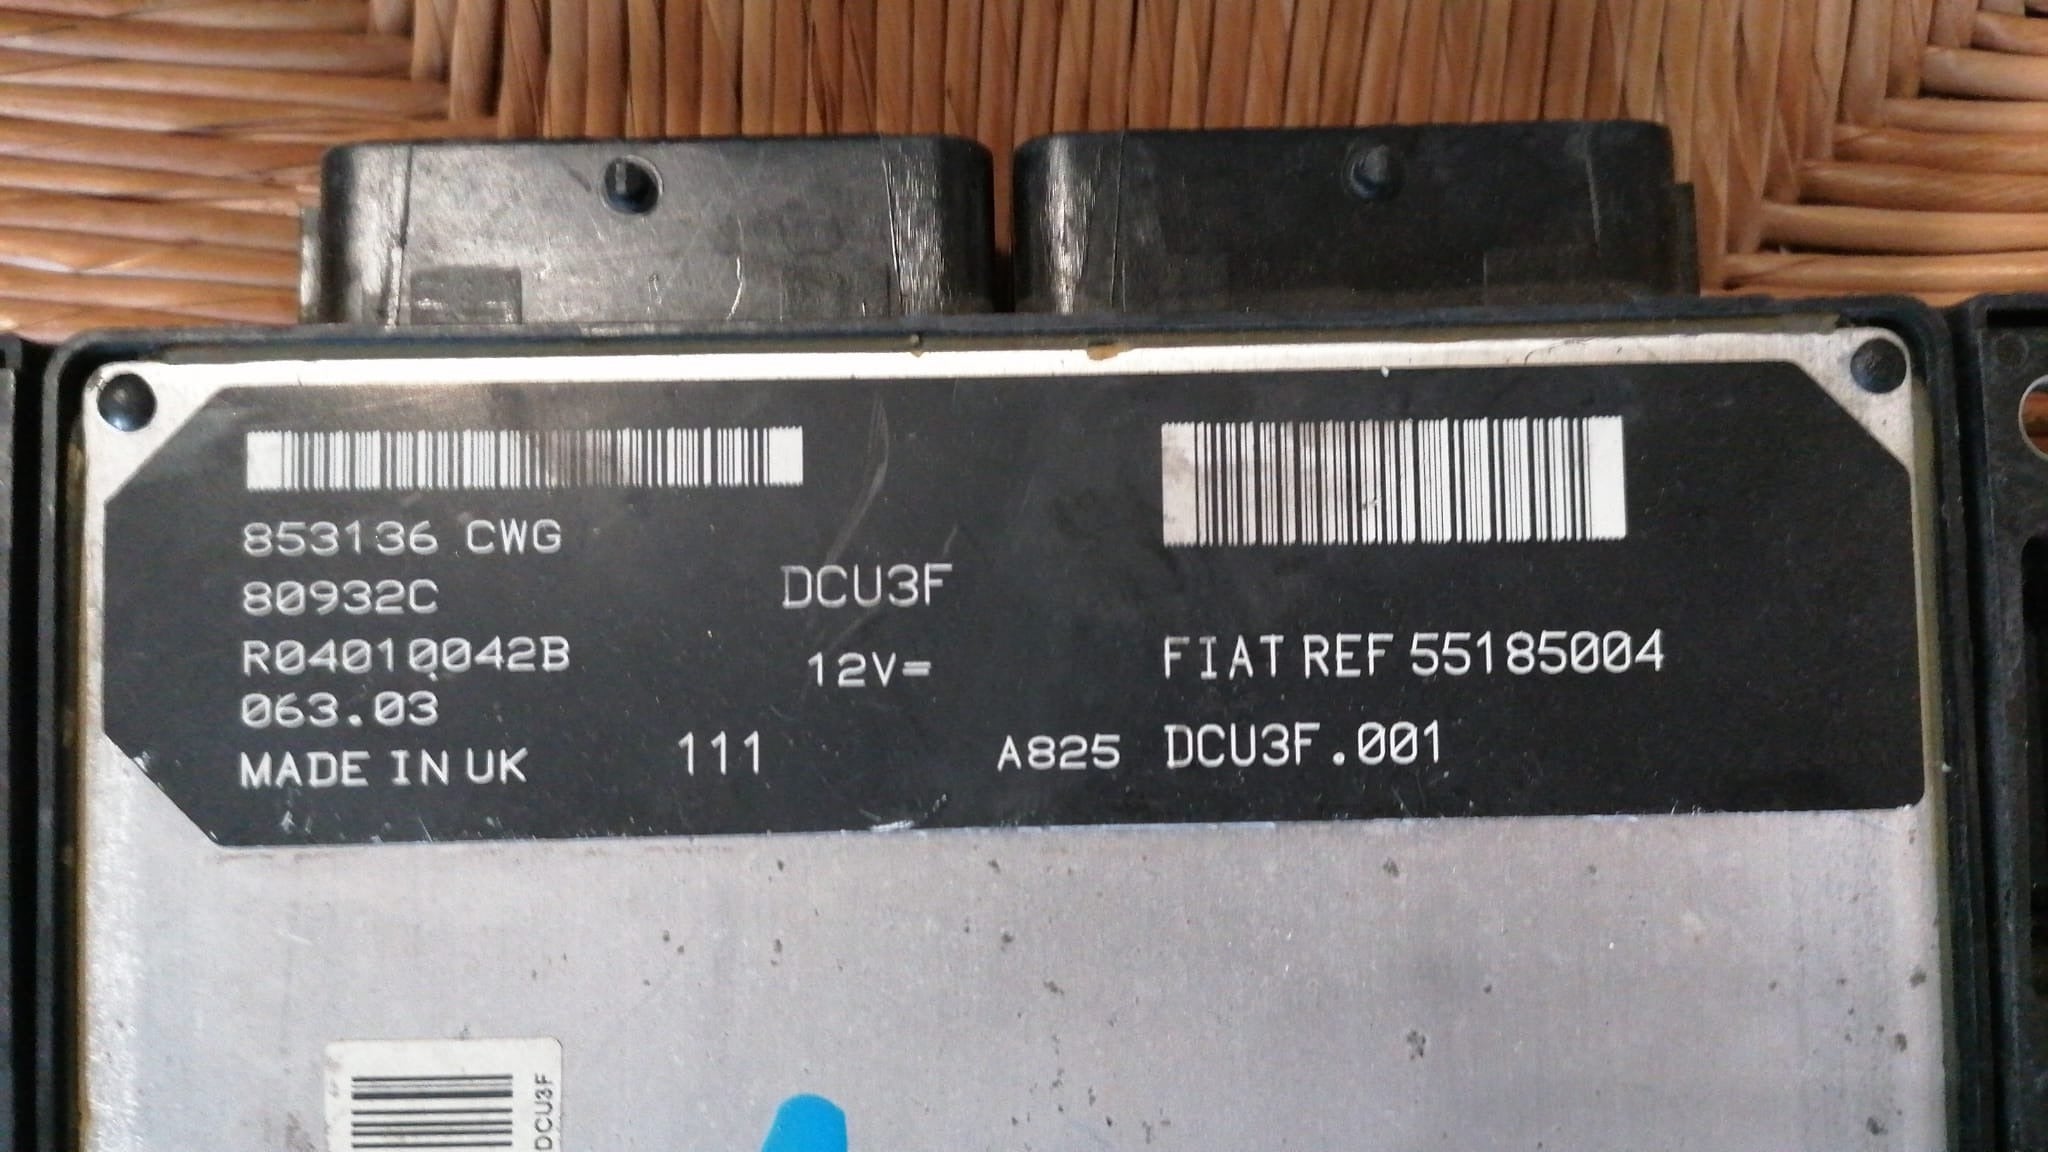 853136 CWG
80932C
R04010042B
063.03
MADE IN UK
111
DCU3F
12V=
FIAT REF 55185004
A825 DCU3F.001
DCU3F